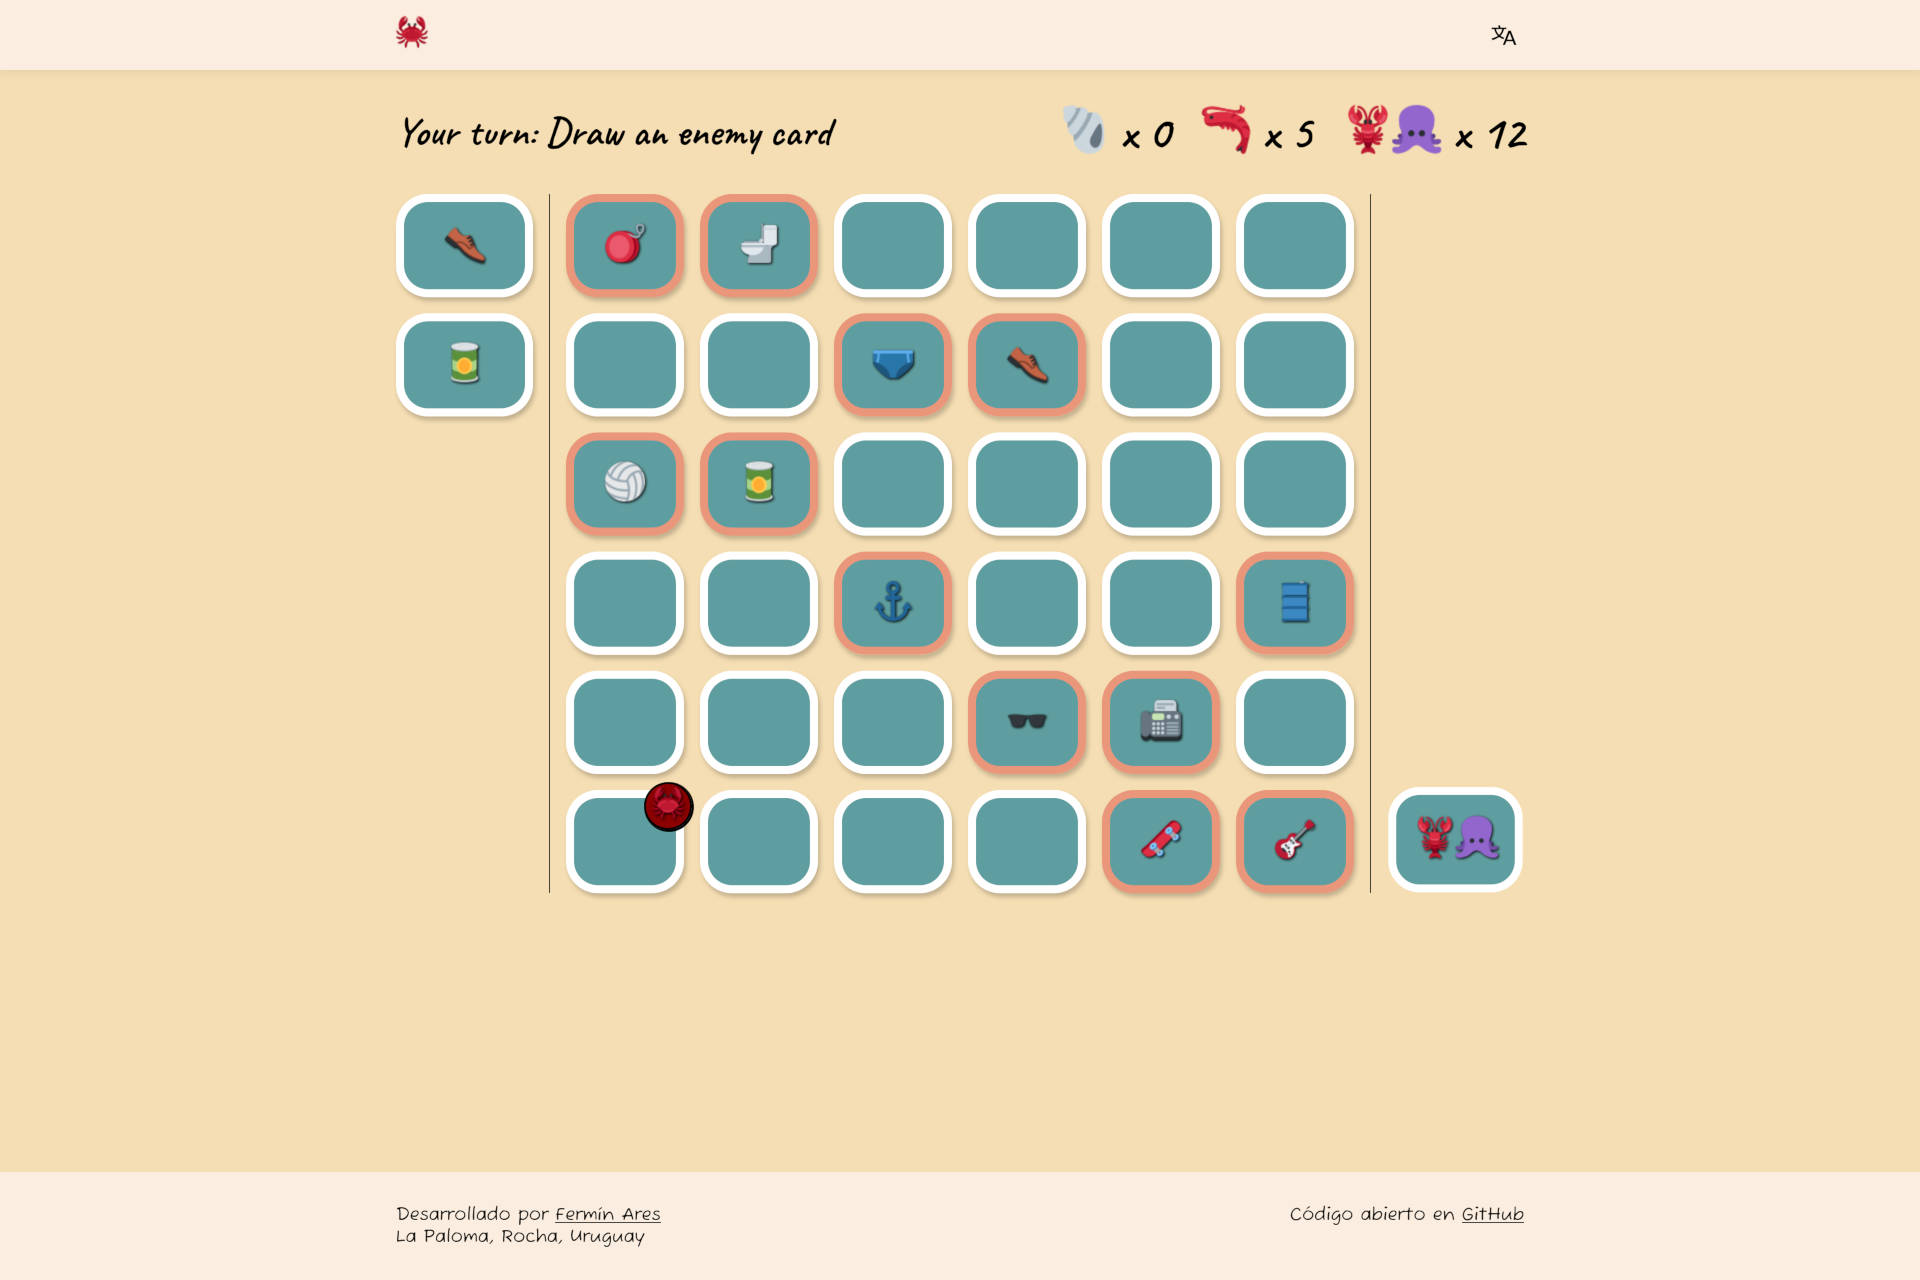 Your turn: Draw an enemy card
x 0 x 5 x 12
Desarrollado por Fermín Ares
La Paloma, Rocha, Uruguay
Código abierto en GitHub